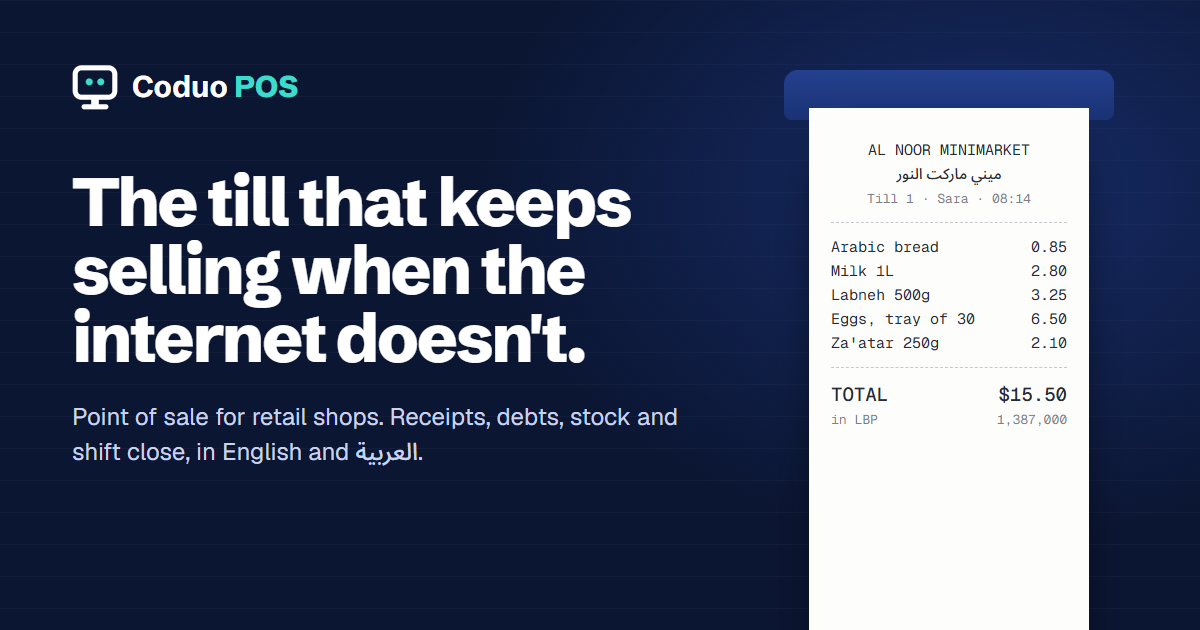 Coduo POS
The till that keeps
selling when the
internet doesn't.
Point of sale for retail shops. Receipts, debts, stock and
shift close, in English and العربية.
AL NOOR MINIMARKET
ميني ماركت النور
Till 1 · Sara · 08:14
Arabic bread 0.85
Milk 1L 2.80
Labneh 500g 3.25
Eggs, tray of 30 6.50
Za'atar 250g 2.10
TOTAL $15.50
in LBP 1,387,000